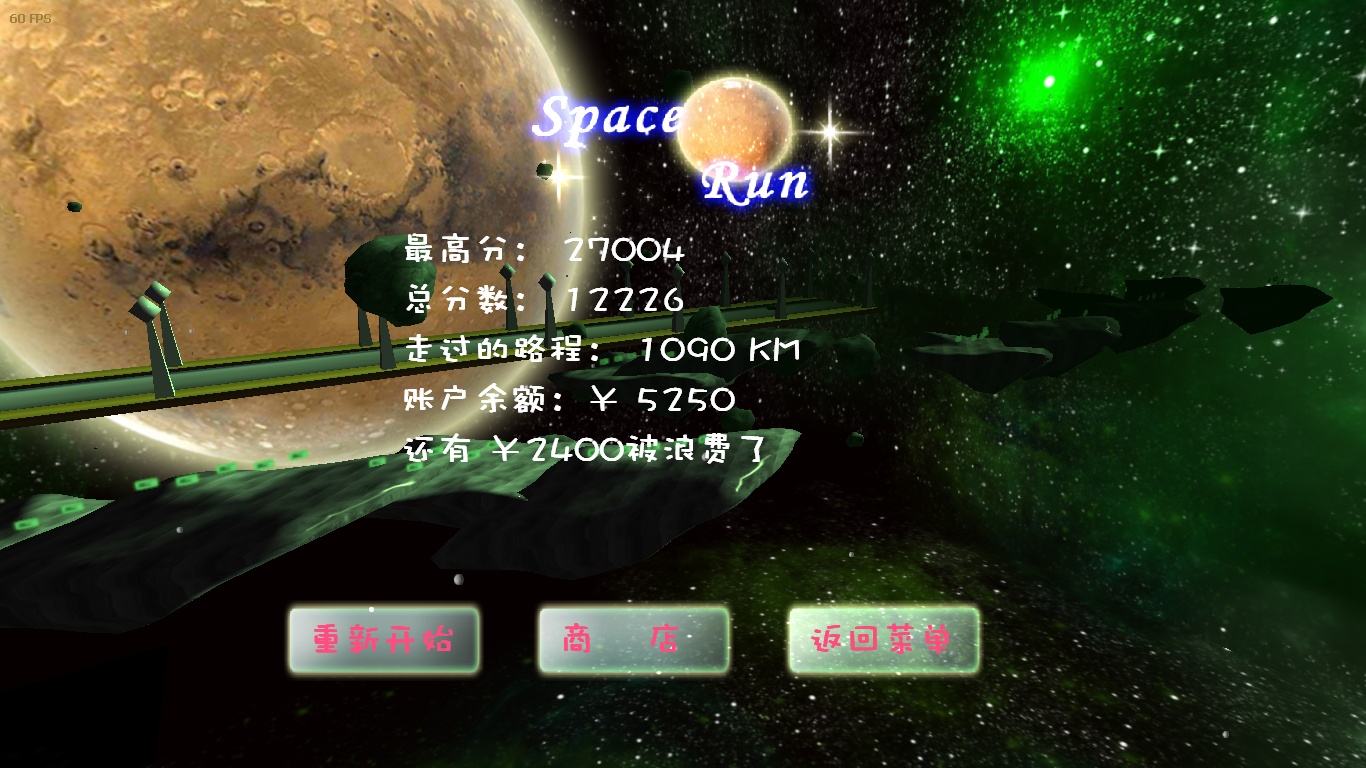 60 FPS
Space
Run
最高分： 27004
总分数： 12226
走过的路程： 1090 KM
账户余额：￥ 5250
还有 ￥2400被浪费了
重新开始
商 店
返回菜单